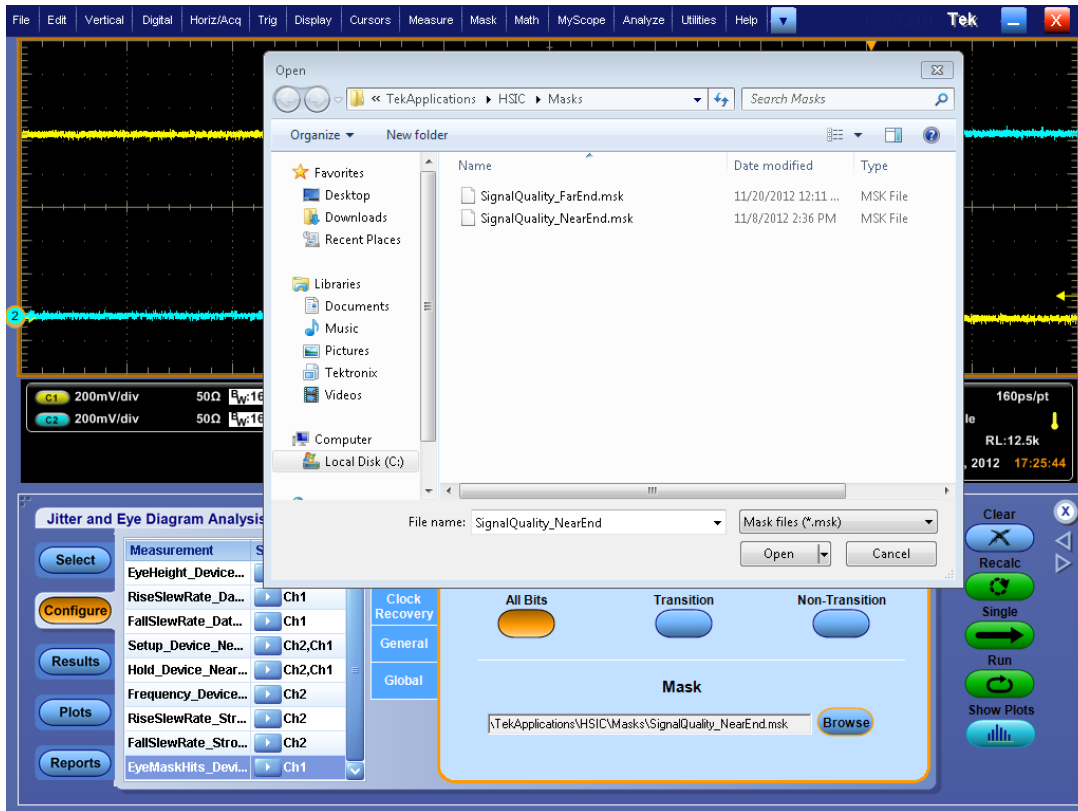 File Edit Vertical Digital Horiz/Acq Trig Display Cursors Measure Mask Math MyScope Analyze Utilities Help Tek
Open
« TekApplications HSIC Masks
Search Masks
Organize New folder
Favorites
Desktop
Downloads
Recent Places
Libraries
Documents
Music
Pictures
Tektronix
Videos
Computer
Local Disk (C:)
Name Date modified Type
SignalQuality_FarEnd.msk 11/20/2012 12:11 ... MSK File
SignalQuality_NearEnd.msk 11/8/2012 2:36 PM MSK File
File name: SignalQuality_NearEnd
Mask files (*.msk)
Open Cancel
2
C1 200mV/div 50Ω BW:16
C2 200mV/div 50Ω BW:16
160ps/pt
le
RL:12.5k
, 2012 17:25:44
Jitter and Eye Diagram Analysis
Select
Configure
Results
Plots
Reports
Measurement S
EyeHeight_Device...
RiseSlewRate_Da... Ch1
FallSlewRate_Dat... Ch1
Setup_Device_Ne... Ch2,Ch1
Hold_Device_Near... Ch2,Ch1
Frequency_Device... Ch2
RiseSlewRate_Str... Ch2
FallSlewRate_Stro... Ch2
EyeMaskHits_Devi... Ch1
Clock
Recovery
General
Global
All Bits Transition Non-Transition
Mask
\TekApplications\HSIC\Masks\SignalQuality_NearEnd.msk Browse
Clear
Recalc
Single
Run
Show Plots